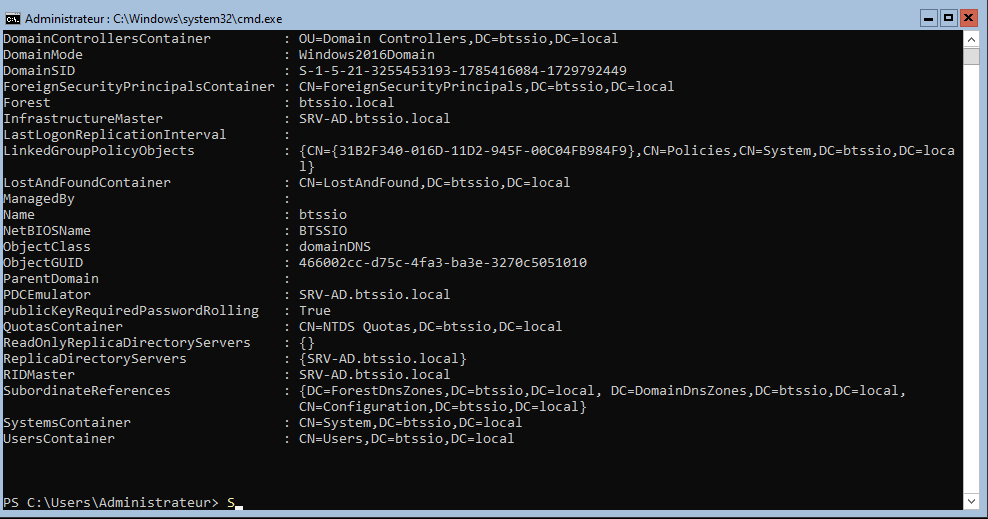 Administrateur : C:\Windows\system32\cmd.exe
DomainControllersContainer         : OU=Domain Controllers,DC=btssio,DC=local
DomainMode                         : Windows2016Domain
DomainSID                          : S-1-5-21-3255453193-1785416084-1729792449
ForeignSecurityPrincipalsContainer : CN=ForeignSecurityPrincipals,DC=btssio,DC=local
Forest                             : btssio.local
InfrastructureMaster               : SRV-AD.btssio.local
LastLogonReplicationInterval       :
LinkedGroupPolicyObjects           : {CN={31B2F340-016D-11D2-945F-00C04FB984F9},CN=Policies,CN=System,DC=btssio,DC=loca
l}
LostAndFoundContainer              : CN=LostAndFound,DC=btssio,DC=local
ManagedBy                          :
Name                               : btssio
NetBIOSName                        : BTSSIO
ObjectClass                        : domainDNS
ObjectGUID                         : 466002cc-d75c-4fa3-ba3e-3270c5051010
ParentDomain                       :
PDCEmulator                        : SRV-AD.btssio.local
PublicKeyRequiredPasswordRolling   : True
QuotasContainer                    : CN=NTDS Quotas,DC=btssio,DC=local
ReadOnlyReplicaDirectoryServers    : {}
ReplicaDirectoryServers            : {SRV-AD.btssio.local}
RIDMaster                          : SRV-AD.btssio.local
SubordinateReferences              : {DC=ForestDnsZones,DC=btssio,DC=local, DC=DomainDnsZones,DC=btssio,DC=local,
CN=Configuration,DC=btssio,DC=local}
SystemsContainer                   : CN=System,DC=btssio,DC=local
UsersContainer                     : CN=Users,DC=btssio,DC=local
PS C:\Users\Administrateur> S